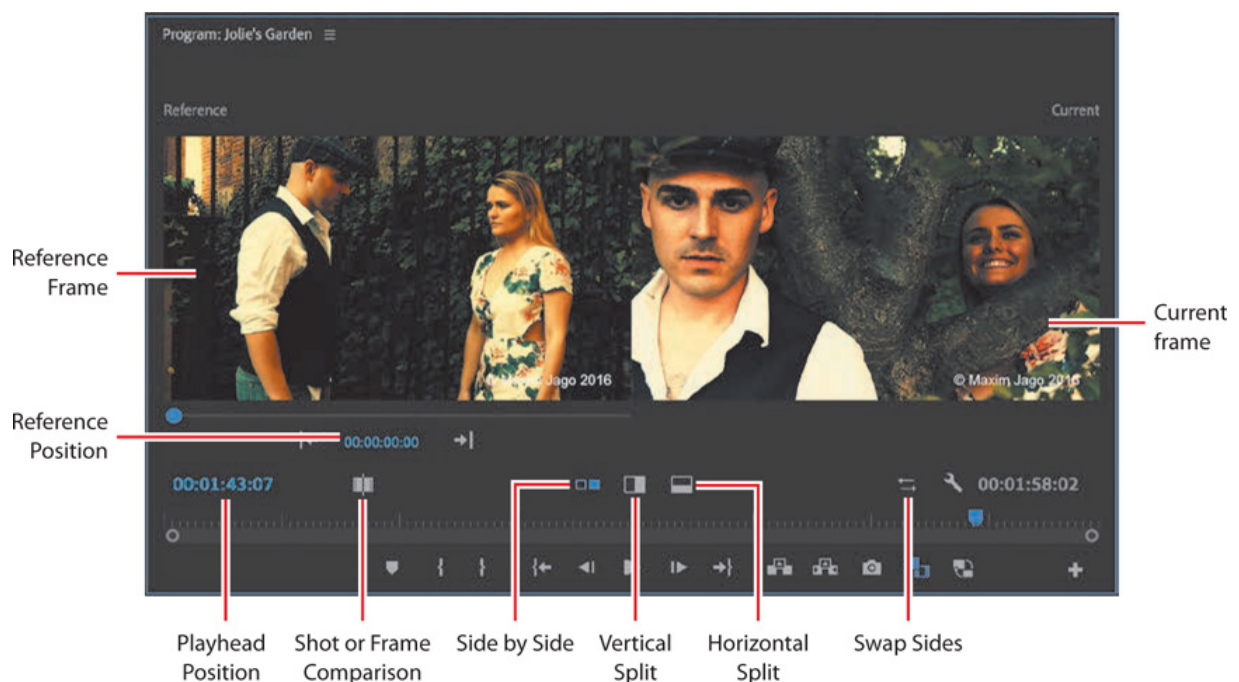 Program: Jolie's Garden
Reference
Current
© Maxim Jago 2016
© Maxim Jago 2016
Reference
Frame
Current
frame
Reference
Position
00:00:00:00
00:01:43:07
00:01:58:02
Playhead
Position
Shot or Frame
Comparison
Side by Side
Vertical
Split
Horizontal
Split
Swap Sides